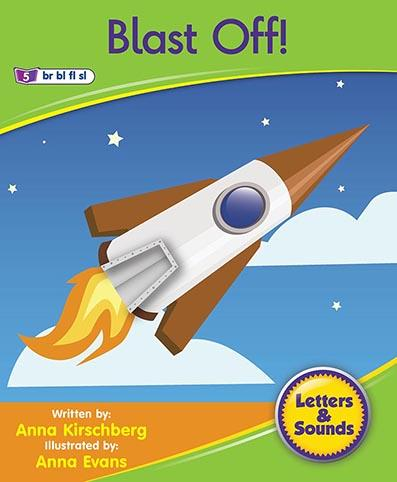 Blast Off!
5 br bl fl sl
Letters
&
Sounds
Written by:
Anna Kirschberg
Illustrated by:
Anna Evans